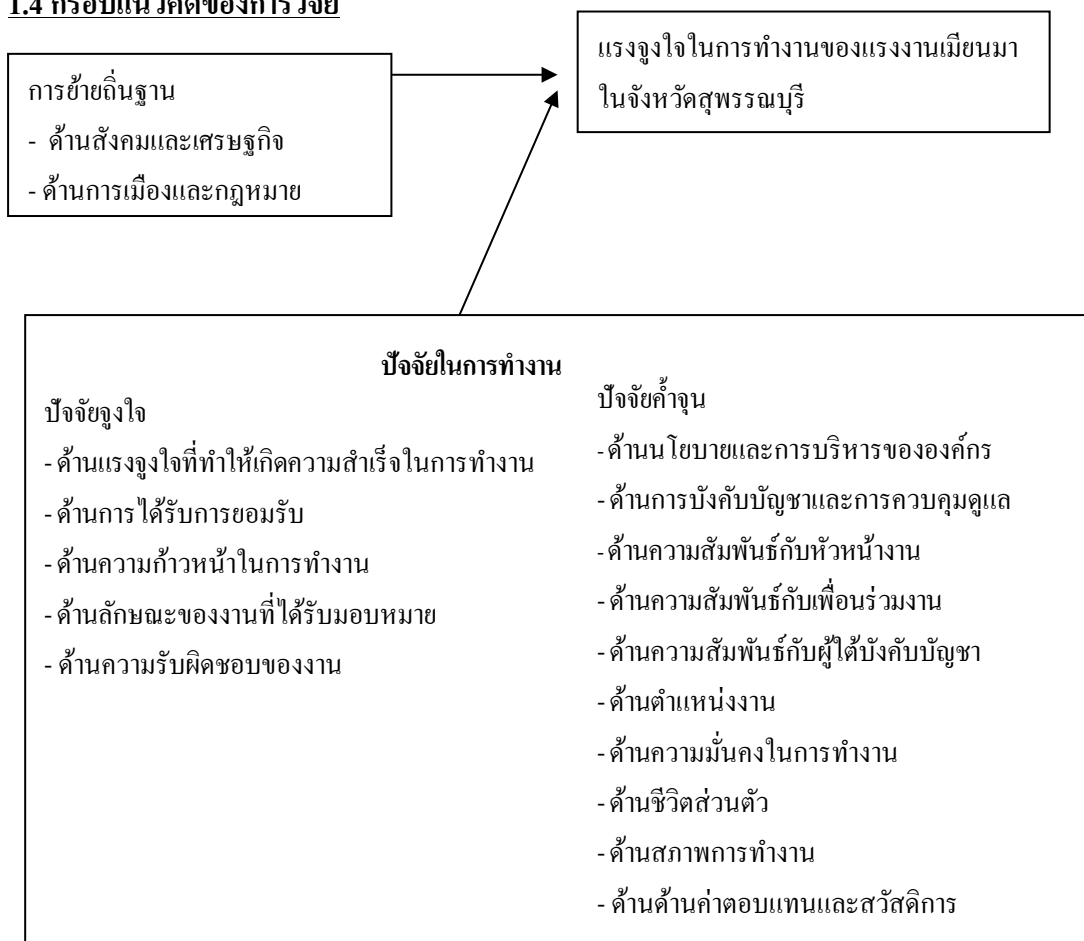 1.4 กรอบแนวคิดของการวิจัย
การย้ายถิ่นฐาน
- ด้านสังคมและเศรษฐกิจ
- ด้านการเมืองและกฎหมาย
แรงจูงใจในการทำงานของแรงงานเมียนมา
ในจังหวัดสุพรรณบุรี
ปัจจัยในการทำงาน
ปัจจัยจูงใจ
- ด้านแรงจูงใจที่ทำให้เกิดความสำเร็จในการทำงาน
- ด้านการได้รับการยอมรับ
- ด้านความก้าวหน้าในการทำงาน
- ด้านลักษณะของงานที่ได้รับมอบหมาย
- ด้านความรับผิดชอบของงาน
ปัจจัยค้ำจุน
- ด้านนโยบายและการบริหารขององค์กร
- ด้านการบังคับบัญชาและการควบคุมดูแล
- ด้านความสัมพันธ์กับหัวหน้างาน
- ด้านความสัมพันธ์กับเพื่อนร่วมงาน
- ด้านความสัมพันธ์กับผู้ใต้บังคับบัญชา
- ด้านตำแหน่งงาน
- ด้านความมั่นคงในการทำงาน
- ด้านชีวิตส่วนตัว
- ด้านสภาพการทำงาน
- ด้านด้านค่าตอบแทนและสวัสดิการ